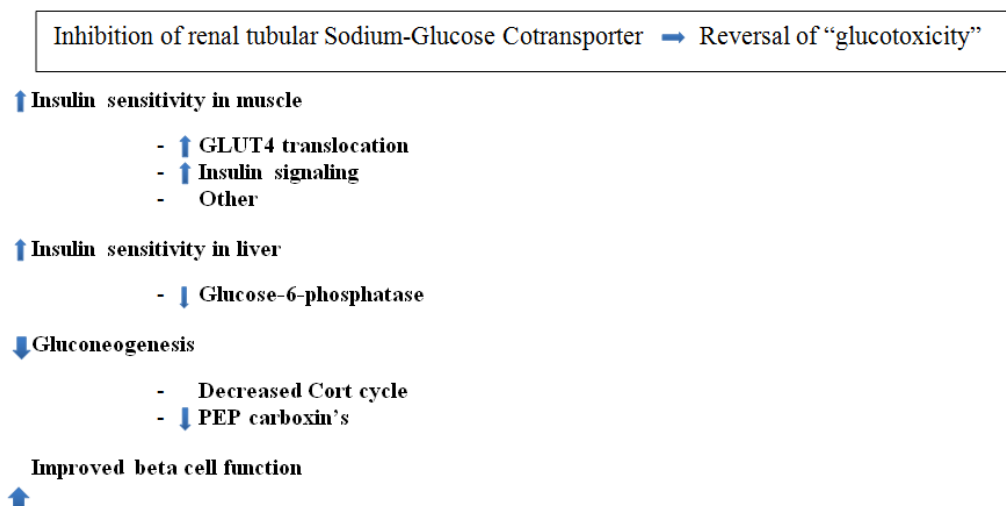 Inhibition of renal tubular Sodium-Glucose Cotransporter ➡ Reversal of “glucotoxicity”
⬆ Insulin sensitivity in muscle
- ⬆ GLUT4 translocation
- ⬆ Insulin signaling
- Other
⬆ Insulin sensitivity in liver
- ⬇ Glucose-6-phosphatase
⬇ Gluconeogenesis
- Decreased Cort cycle
- ⬇ PEP carboxin’s
Improved beta cell function
⬆